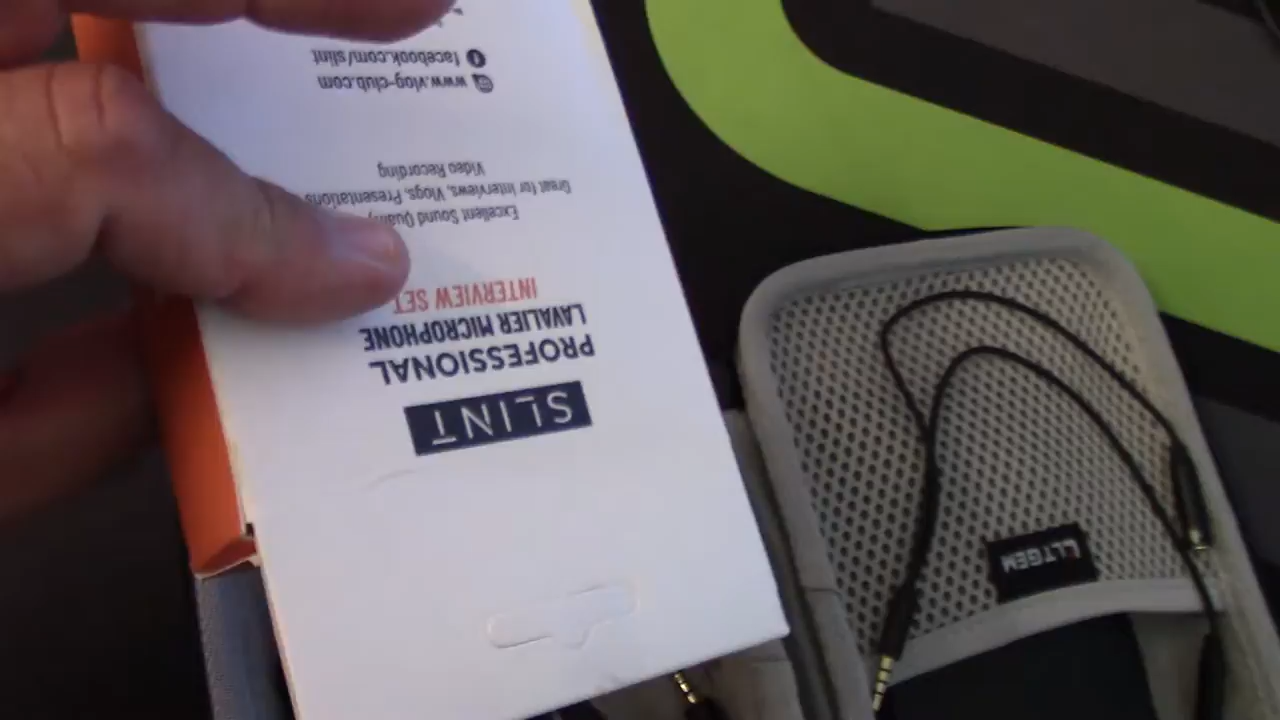 SLINT
PROFESSIONAL
LAVALIER MICROPHONE
INTERVIEW SET
Excellent Sound Quality
Great for Interviews, Vlogs, Presentations
Video Recording
www.vlog-club.com
facebook.com/slint
LLTGEM